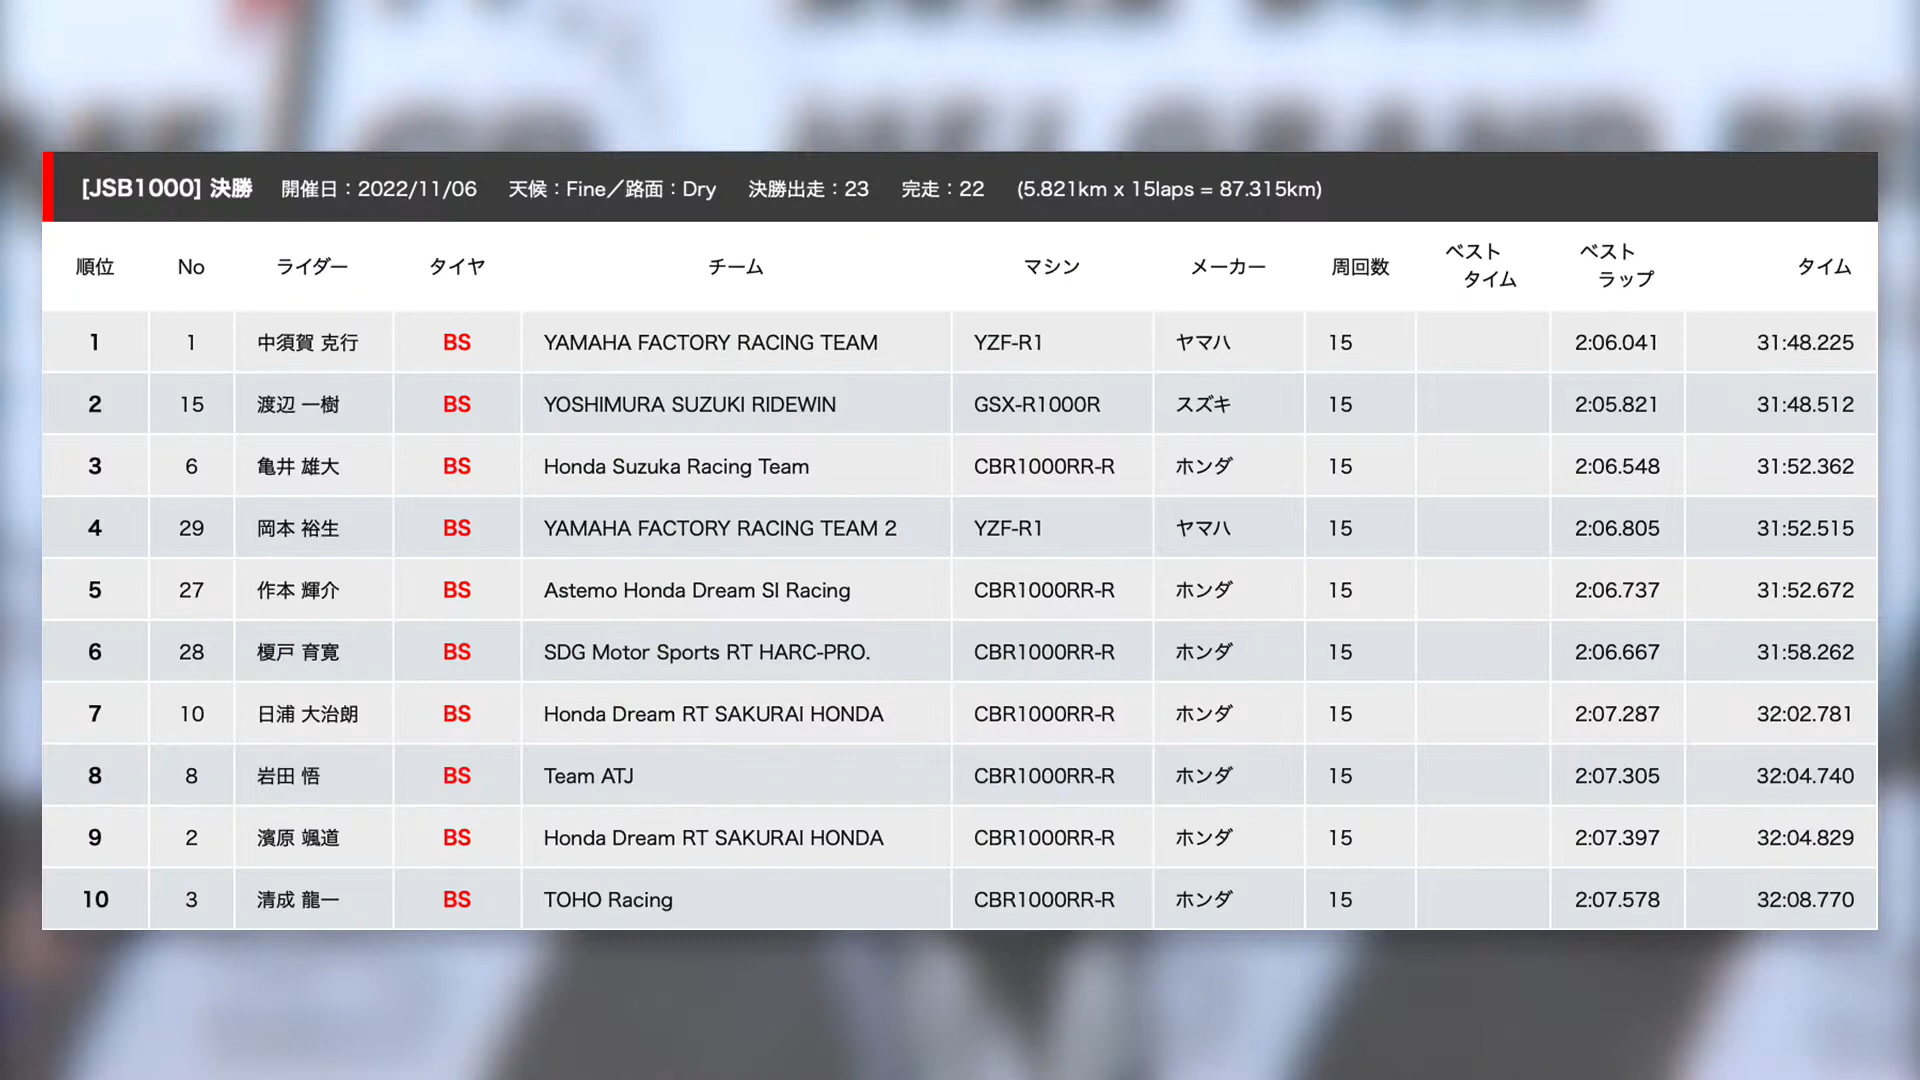 [JSB1000] 決勝 開催日：2022/11/06 天候：Fine／路面：Dry 決勝出走：23 完走：22 (5.821km x 15laps = 87.315km)
順位 No ライダー タイヤ チーム マシン メーカー 周回数 ベストタイム ベストラップ タイム
1 1 中須賀 克行 BS YAMAHA FACTORY RACING TEAM YZF-R1 ヤマハ 15 2:06.041 31:48.225
2 15 渡辺 一樹 BS YOSHIMURA SUZUKI RIDEWIN GSX-R1000R スズキ 15 2:05.821 31:48.512
3 6 亀井 雄大 BS Honda Suzuka Racing Team CBR1000RR-R ホンダ 15 2:06.548 31:52.362
4 29 岡本 裕生 BS YAMAHA FACTORY RACING TEAM 2 YZF-R1 ヤマハ 15 2:06.805 31:52.515
5 27 作本 輝介 BS Astemo Honda Dream SI Racing CBR1000RR-R ホンダ 15 2:06.737 31:52.672
6 28 榎戸 育寛 BS SDG Motor Sports RT HARC-PRO. CBR1000RR-R ホンダ 15 2:06.667 31:58.262
7 10 日浦 大治朗 BS Honda Dream RT SAKURAI HONDA CBR1000RR-R ホンダ 15 2:07.287 32:02.781
8 8 岩田 悟 BS Team ATJ CBR1000RR-R ホンダ 15 2:07.305 32:04.740
9 2 濱原 颯道 BS Honda Dream RT SAKURAI HONDA CBR1000RR-R ホンダ 15 2:07.397 32:04.829
10 3 清成 龍一 BS TOHO Racing CBR1000RR-R ホンダ 15 2:07.578 32:08.770